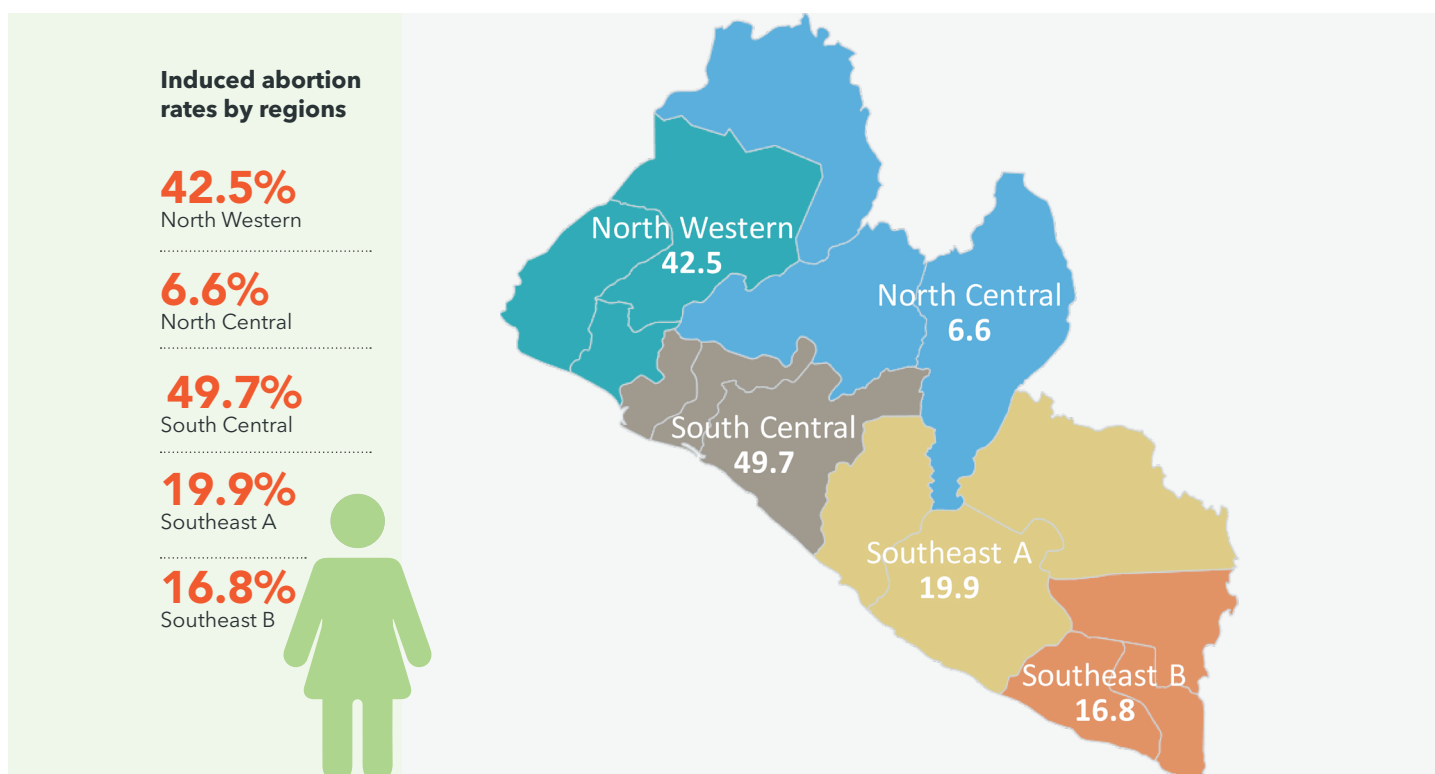 Induced abortion
rates by regions
42.5%
North Western
6.6%
North Central
49.7%
South Central
19.9%
Southeast A
16.8%
Southeast B
North Western
42.5
North Central
6.6
South Central
49.7
Southeast A
19.9
Southeast B
16.8